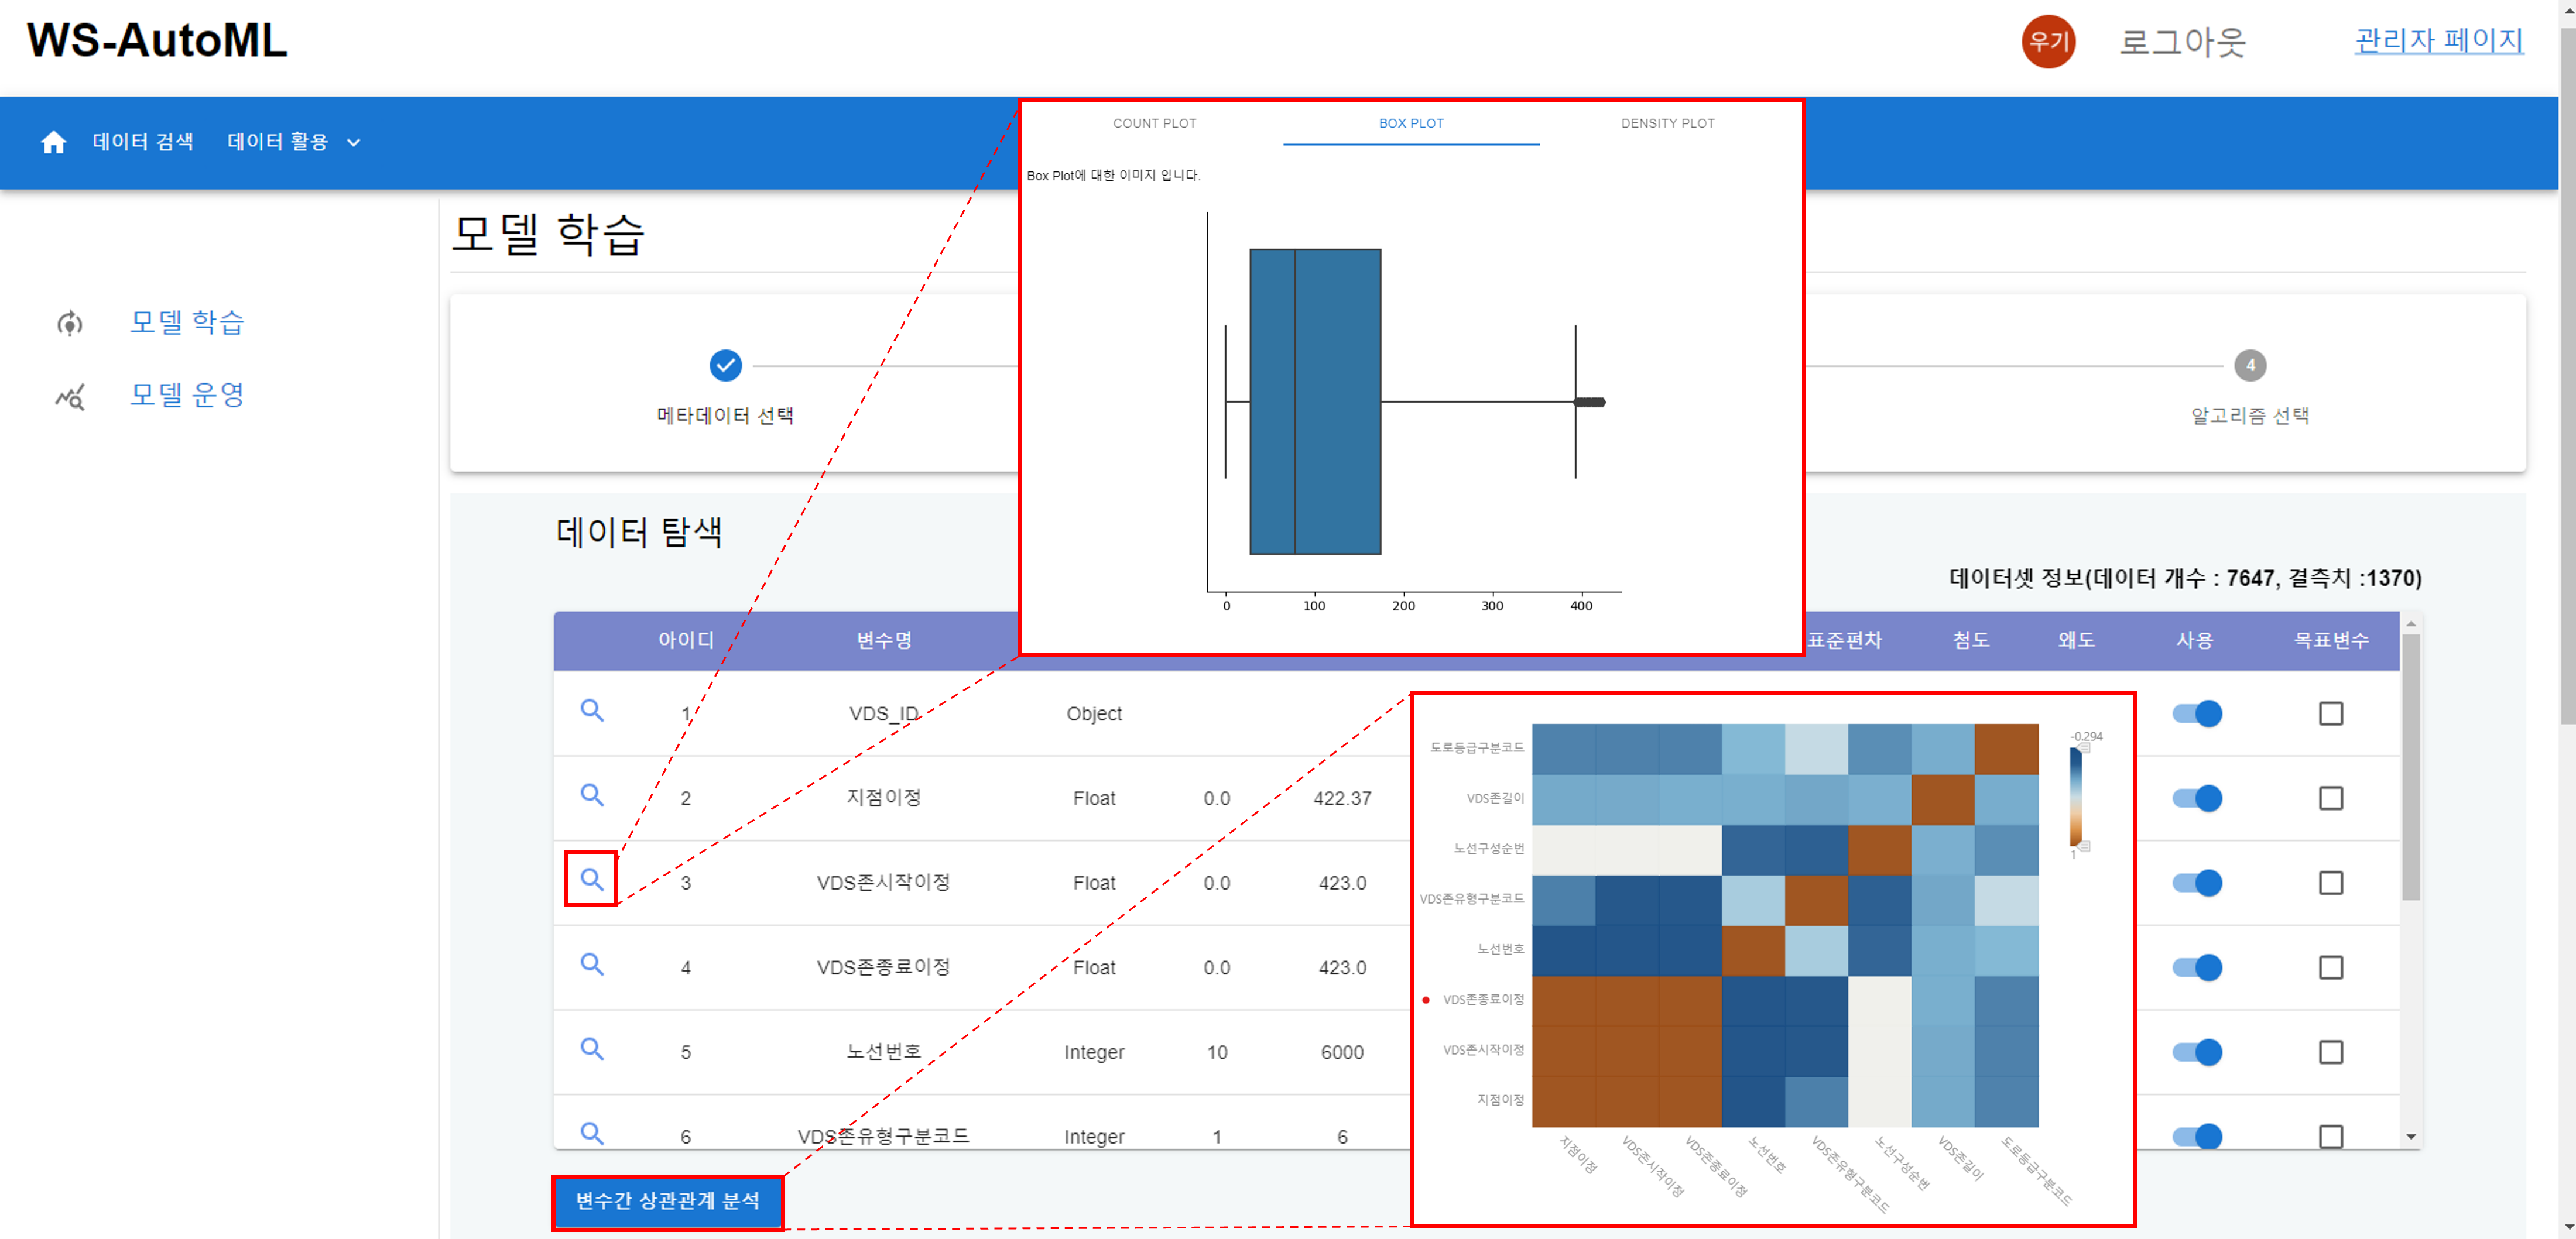 WS-AutoML
우기
로그아웃
관리자 페이지
데이터 검색
데이터 활용
모델 학습
모델 운영
모델 학습
메타데이터 선택
4
알고리즘 선택
COUNT PLOT
BOX PLOT
DENSITY PLOT
Box Plot에 대한 이미지 입니다.
0 100 200 300 400
데이터 탐색
데이터셋 정보(데이터 개수 : 7647, 결측치 :1370)
아이디 변수명 표준편차 첨도 왜도 사용 목표변수
1 VDS_ID Object
2 지점이정 Float 0.0 422.37
3 VDS존시작이정 Float 0.0 423.0
4 VDS존종료이정 Float 0.0 423.0
5 노선번호 Integer 10 6000
6 VDS존유형구분코드 Integer 1 6
변수간 상관관계 분석
도로등급구분코드
VDS존길이
노선구성순번
VDS존유형구분코드
노선번호
VDS존종료이정
VDS존시작이정
지점이정
지점이정
VDS존시작이정
VDS존종료이정
노선번호
VDS존유형구분코드
노선구성순번
VDS존길이
도로등급구분코드
-0.294
1